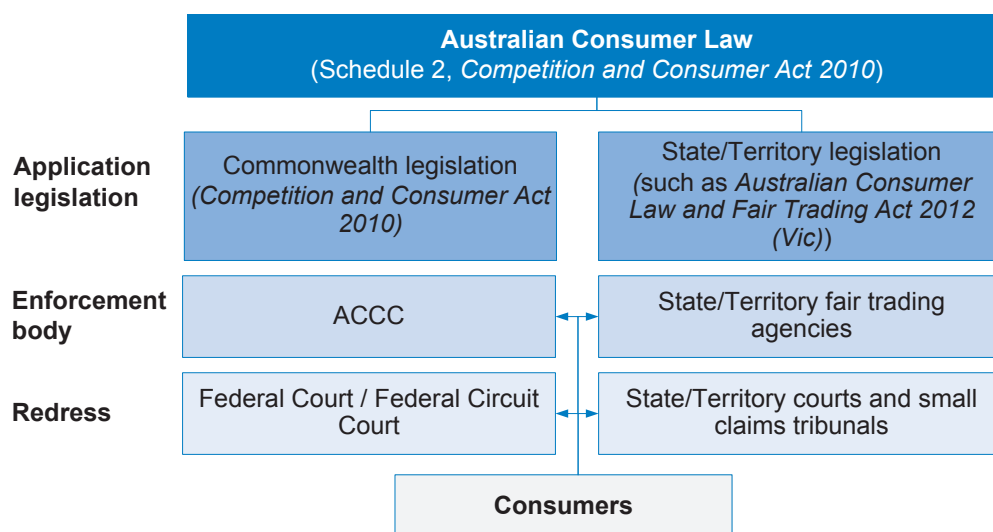 Australian Consumer Law
(Schedule 2, Competition and Consumer Act 2010)
Application
legislation
Commonwealth legislation
(Competition and Consumer Act
2010)
State/Territory legislation
(such as Australian Consumer
Law and Fair Trading Act 2012
(Vic))
Enforcement
body
ACCC
State/Territory fair trading
agencies
Redress
Federal Court / Federal Circuit
Court
State/Territory courts and small
claims tribunals
Consumers